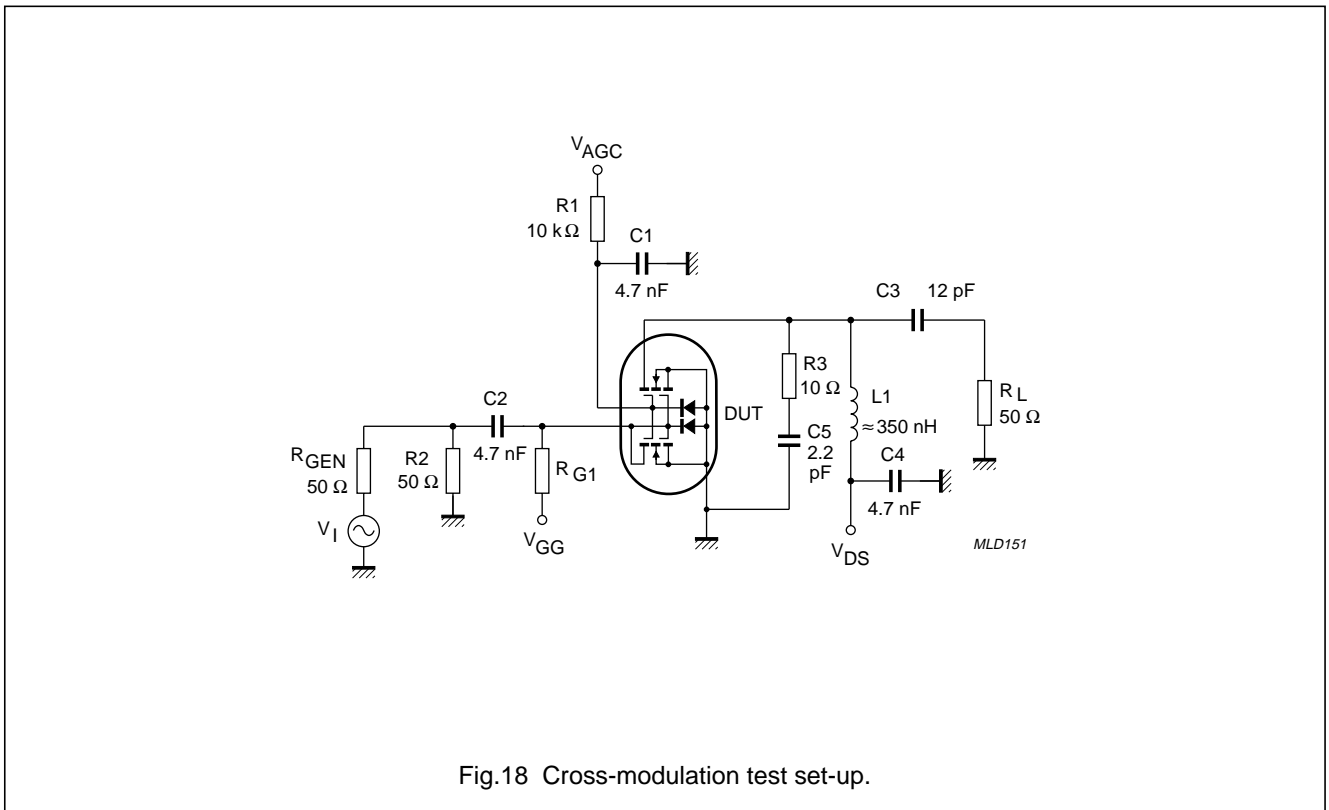 VAGC
R1
10 kΩ
C1
4.7 nF
C3
12 pF
R3
10 Ω
L1
≈350 nH
RL
50 Ω
C2
4.7 nF
DUT
C5
2.2
pF
C4
4.7 nF
RGEN
50 Ω
R2
50 Ω
RG1
VI
VGG
VDS
MLD151
Fig.18 Cross-modulation test set-up.